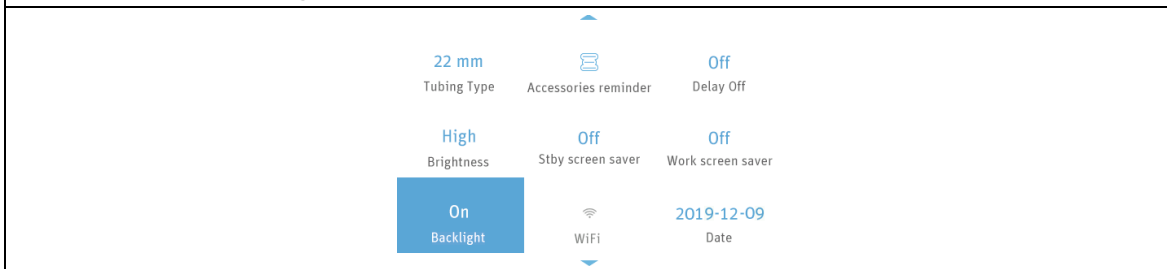 22 mm Off
Tubing Type Accessories reminder Delay Off
High Off Off
Brightness Stby screen saver Work screen saver
On 2019-12-09
Backlight WiFi Date